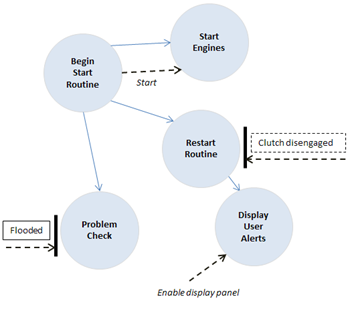 Start
Engines
Begin
Start
Routine
Start
Restart
Routine
Clutch disengaged
Display
User
Alerts
Flooded
Problem
Check
Enable display panel